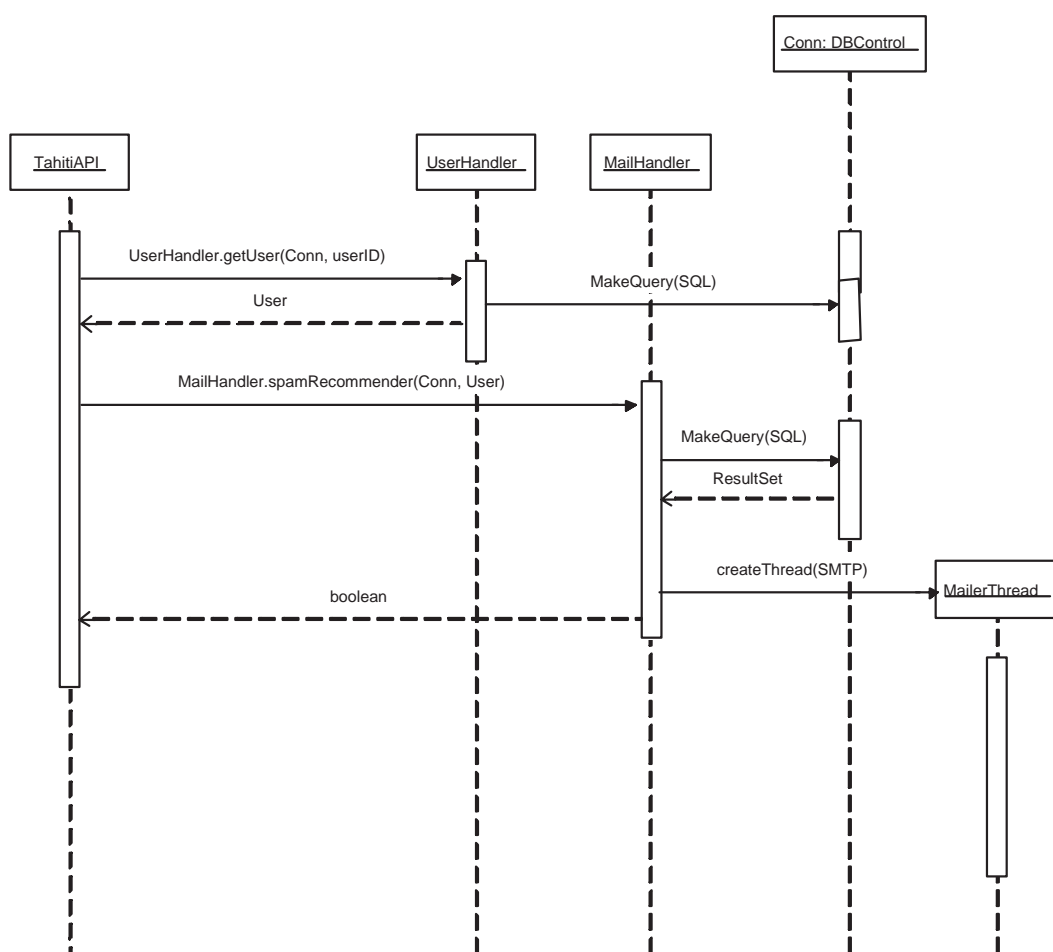 Conn: DBControl
TahitiAPI
UserHandler
MailHandler
UserHandler.getUser(Conn, userID)
MakeQuery(SQL)
User
MailHandler.spamRecommender(Conn, User)
MakeQuery(SQL)
ResultSet
createThread(SMTP)
MailerThread
boolean